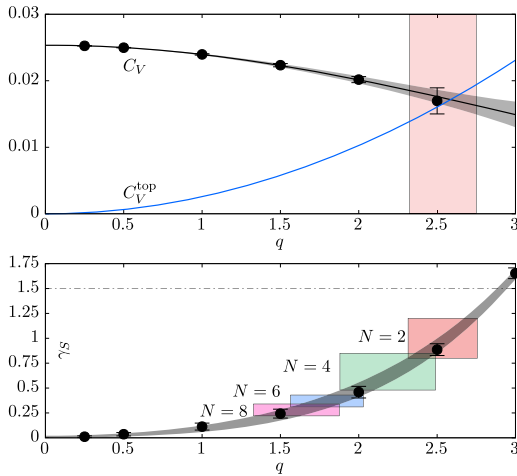 0.03
0.02
0.01
0
C_V
C_V^top
0 0.5 1 1.5 2 2.5 3
q
1.75
1.5
1.25
1
0.75
0.5
0.25
0
γ_S
N = 2
N = 4
N = 6
N = 8
0 0.5 1 1.5 2 2.5 3
q